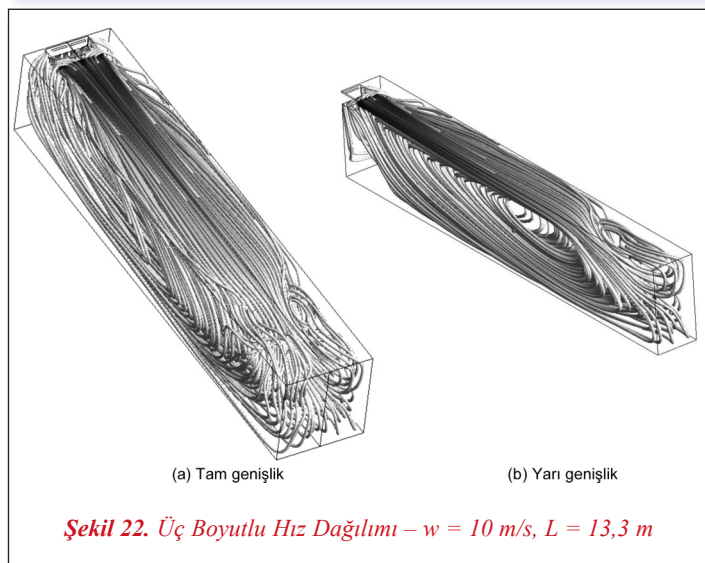 (a) Tam genişlik
(b) Yarı genişlik
Şekil 22. Üç Boyutlu Hız Dağılımı – w = 10 m/s, L = 13,3 m